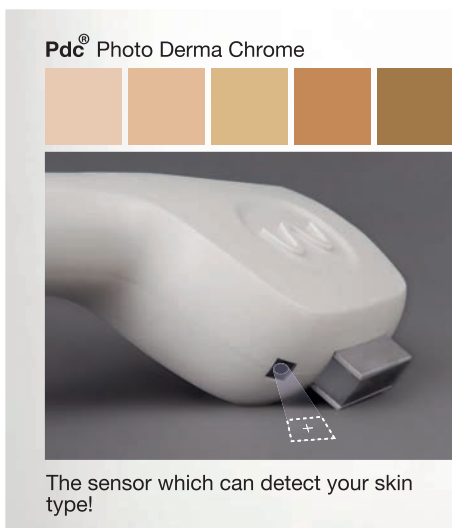 Pdc® Photo Derma Chrome
The sensor which can detect your skin
type!